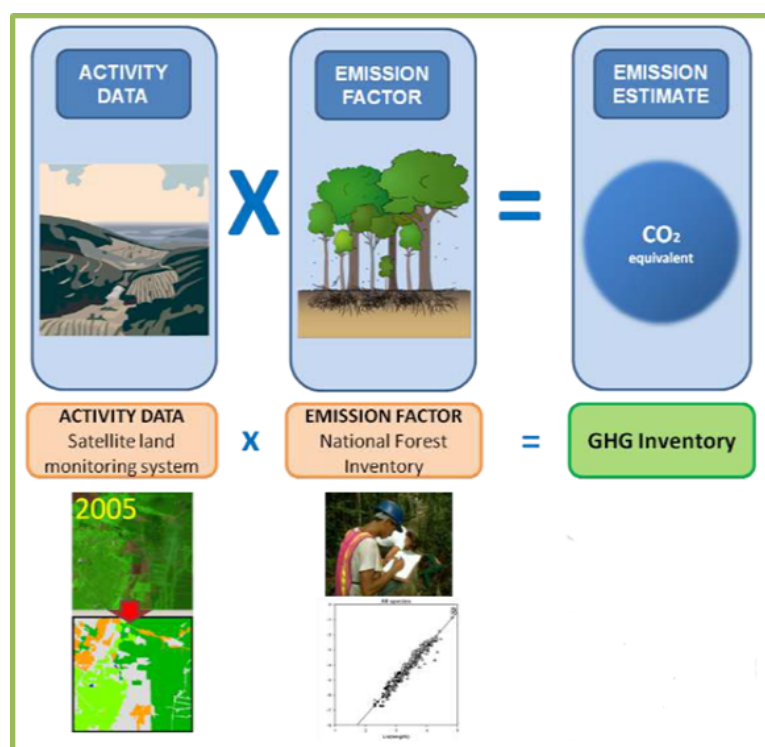 ACTIVITY
DATA
X
EMISSION
FACTOR
=
EMISSION
ESTIMATE
CO₂
equivalent
ACTIVITY DATA
Satellite land
monitoring system
x
EMISSION FACTOR
National Forest
Inventory
=
GHG Inventory
2005